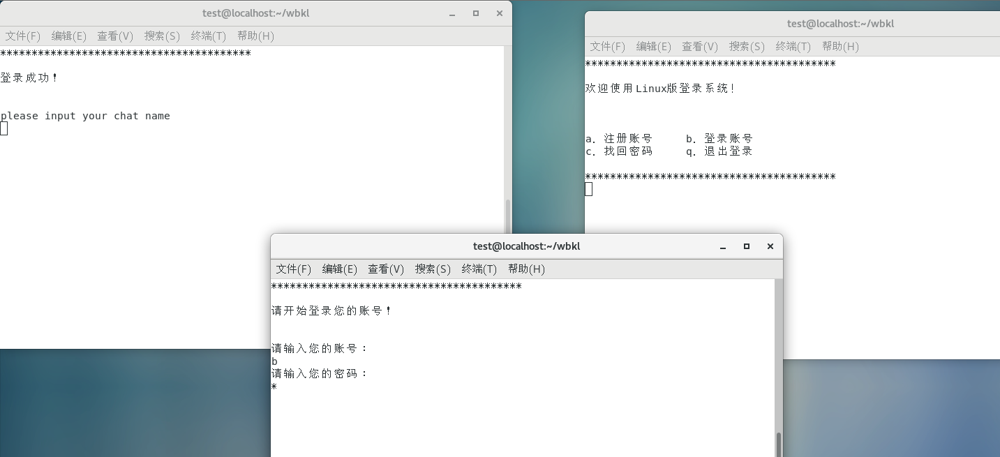 test@localhost:~/wbkl
文件(F) 编辑(E) 查看(V) 搜索(S) 终端(T) 帮助(H)
****************************************
登录成功！
please input your chat name
test@localhost:~/wbkl
文件(F) 编辑(E) 查看(V) 搜索(S) 终端(T) 帮助(H)
****************************************
欢迎使用Linux版登录系统！
a. 注册账号 b. 登录账号
c. 找回密码 q. 退出登录
****************************************
test@localhost:~/wbkl
文件(F) 编辑(E) 查看(V) 搜索(S) 终端(T) 帮助(H)
****************************************
请开始登录您的账号！
请输入您的账号：
b
请输入您的密码：
*